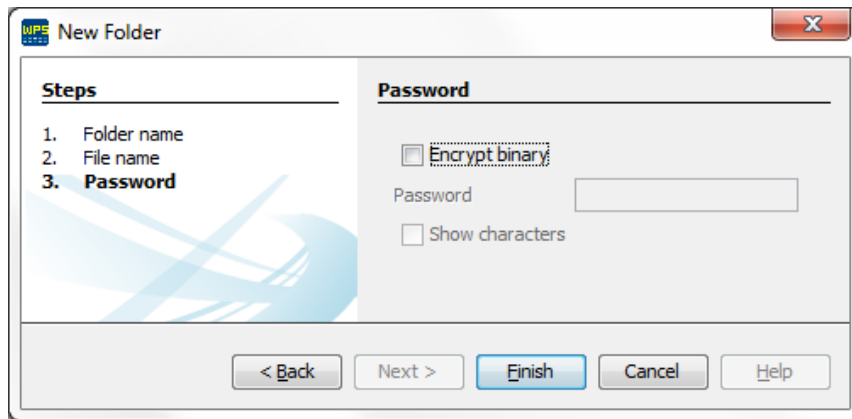 WPS
New Folder
Steps
1. Folder name
2. File name
3. Password
Password
Encrypt binary
Password
Show characters
< Back
Next >
Finish
Cancel
Help